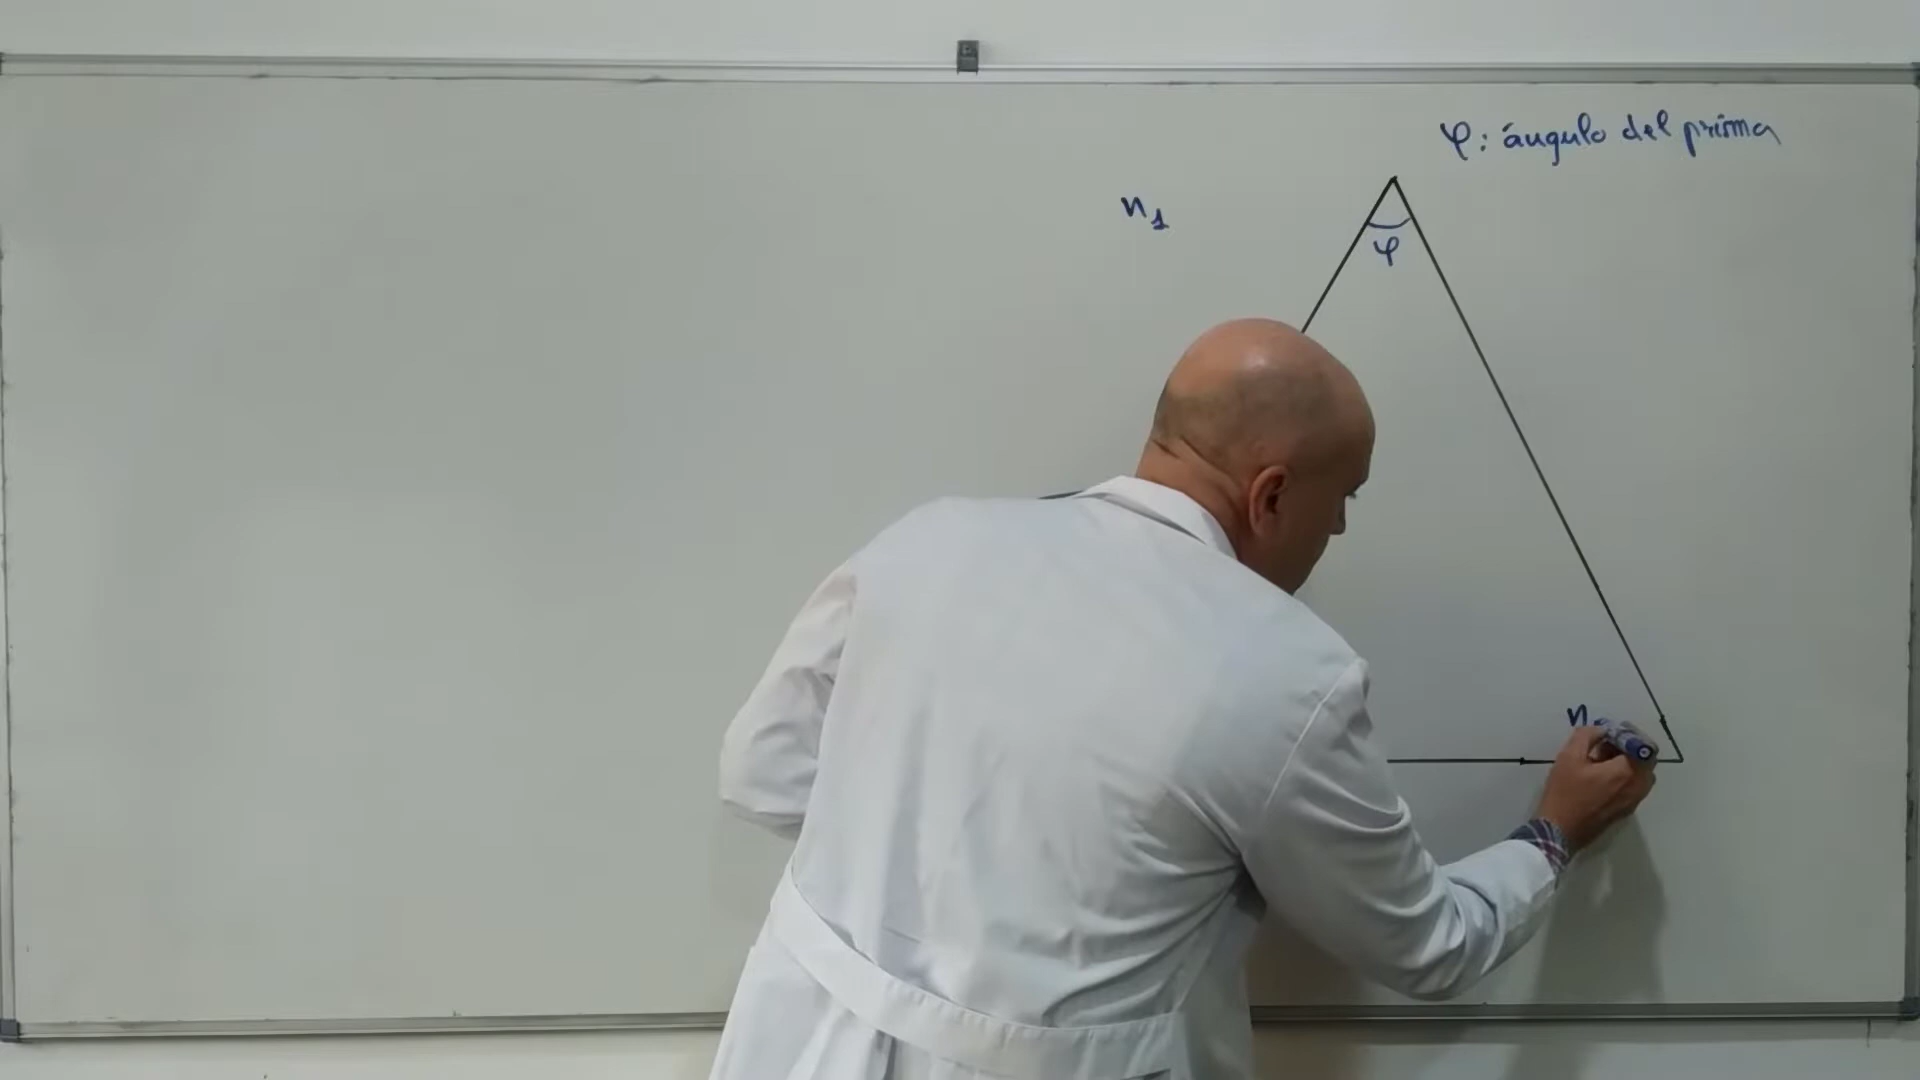 φ: ángulo del prisma
n₁
φ
n